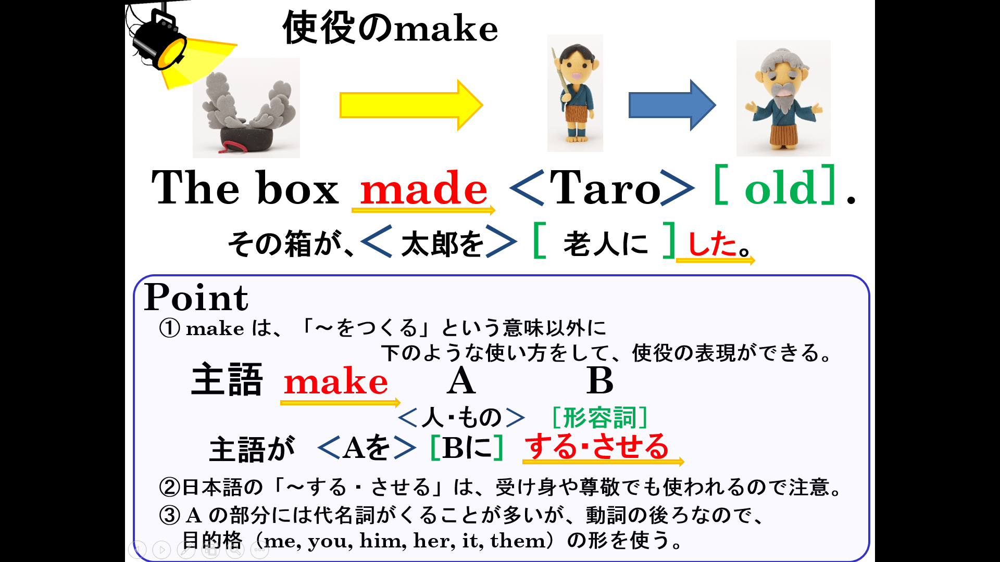 使役のmake
The box made <Taro> [ old] .
その箱が、< 太郎を> [ 老人に ]した。
Point
① make は、「～をつくる」という意味以外に
下のような使い方をして、使役の表現ができる。
主語 make A B
<人・もの> [形容詞]
主語が <Aを> [Bに] する・させる
②日本語の「～する・させる」は、受け身や尊敬でも使われるので注意。
③ A の部分には代名詞がくることが多いが、動詞の後ろなので、
目的格（me, you, him, her, it, them）の形を使う。